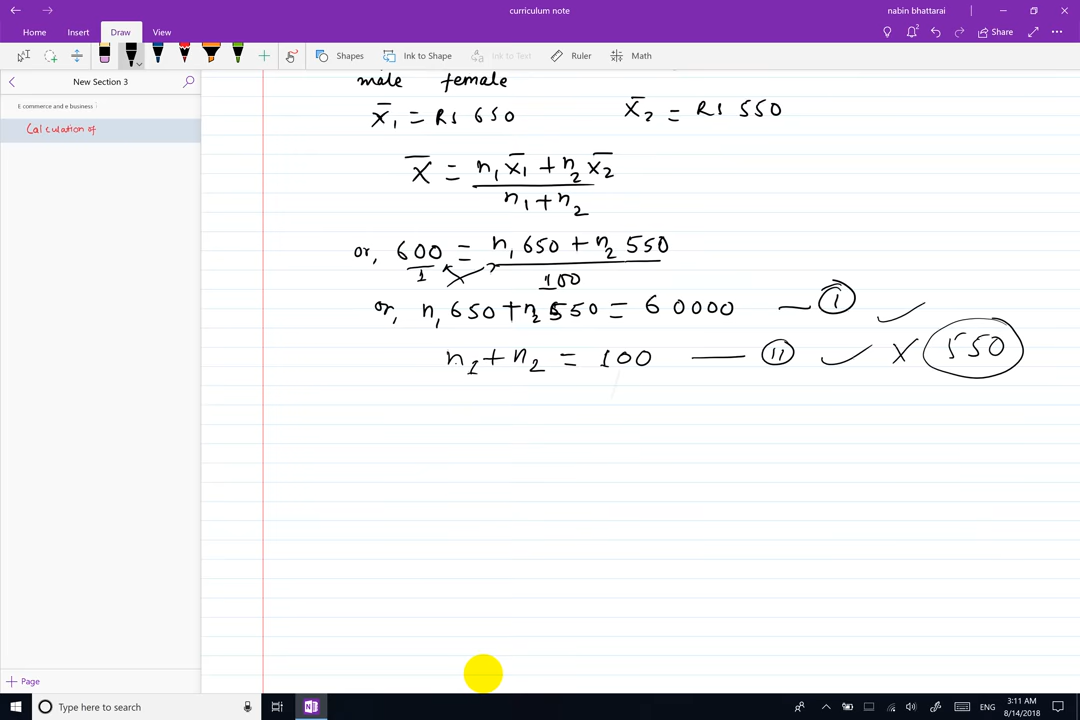 curriculum note
nabin bhattarai
Home Insert Draw View
Share
Shapes Ink to Shape Ink to Text Ruler Math
New Section 3
E commerce and e business
Calculation of
male female
X̄₁ = RS 650 X̄₂ = RS 550
X̄ = (n₁X̄₁ + n₂X̄₂) / (n₁ + n₂)
or, 600/1 = (n₁ 650 + n₂ 550) / 100
or, n₁ 650 + n₂ 550 = 60000 — I
n₁ + n₂ = 100 — II X 550
Page
Type here to search
ENG
3:11 AM
8/14/2018
2